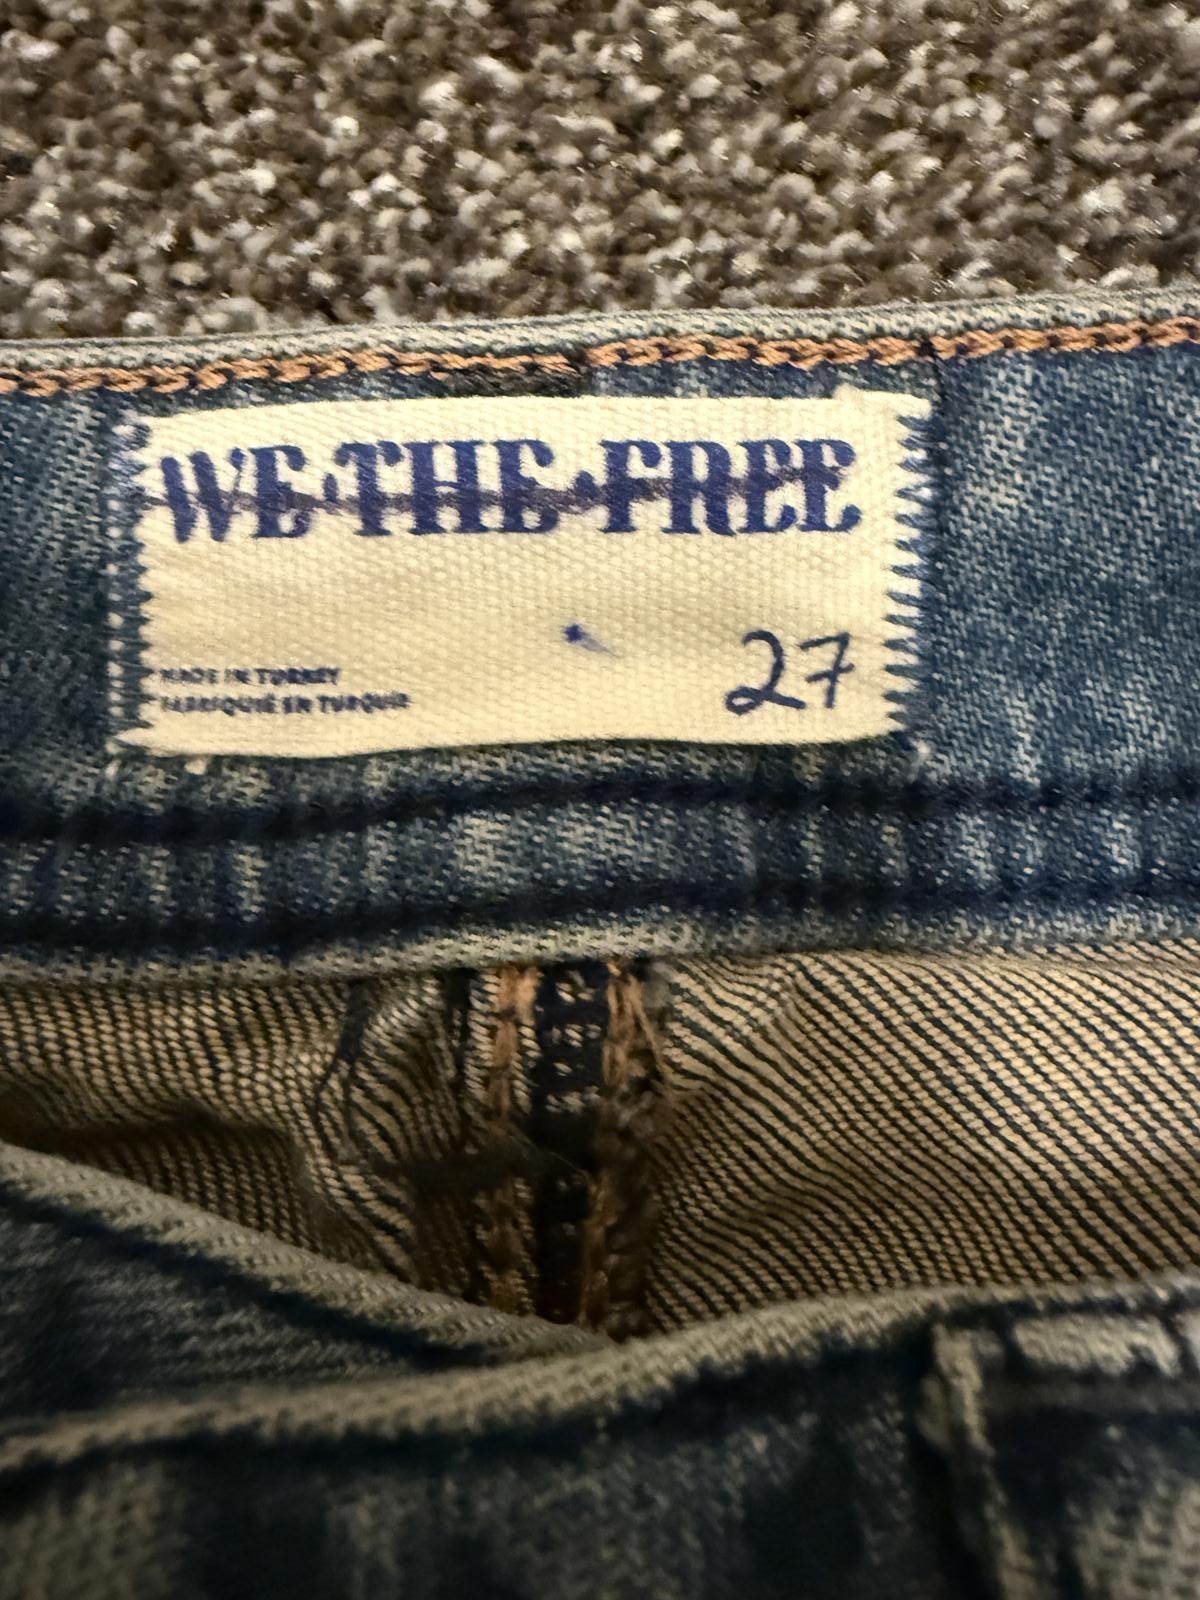 WE·THE·FREE
27
MADE IN TURKEY
FABRIQUÉ EN TURQUIE